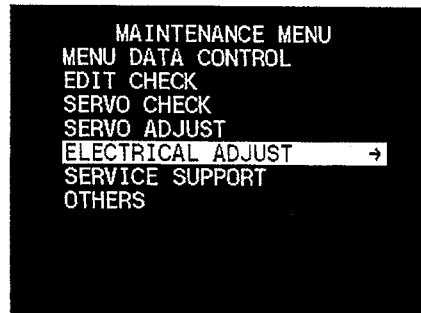 MAINTENANCE MENU
MENU DATA CONTROL
EDIT CHECK
SERVO CHECK
SERVO ADJUST
ELECTRICAL ADJUST →
SERVICE SUPPORT
OTHERS